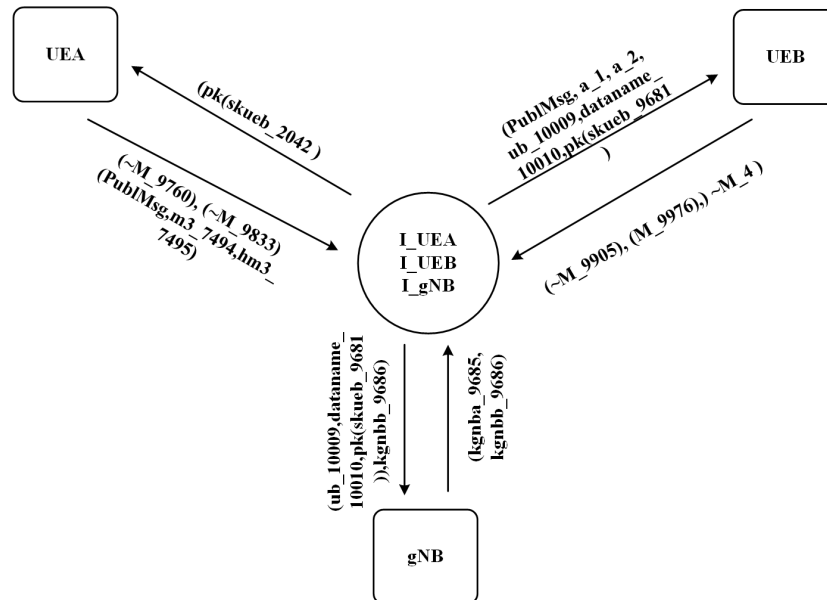 UEA
UEB
(pk(skueb_2042 )
(PublMsg, a_1, a_2,
ub_10009,dataname_
10010,pk(skueb_9681
)
(~M_9760), (~M_9833)
(PublMsg,m3_7494,hm3_
7495)
I_UEA
I_UEB
I_gNB
(~M_9905), (M_9976),) ~M_4 )
(ub_10009,dataname_
10010,pk(skueb_9681
)),kgnbb_9686)
(kgnba_9685,
kgnbb_9686)
gNB